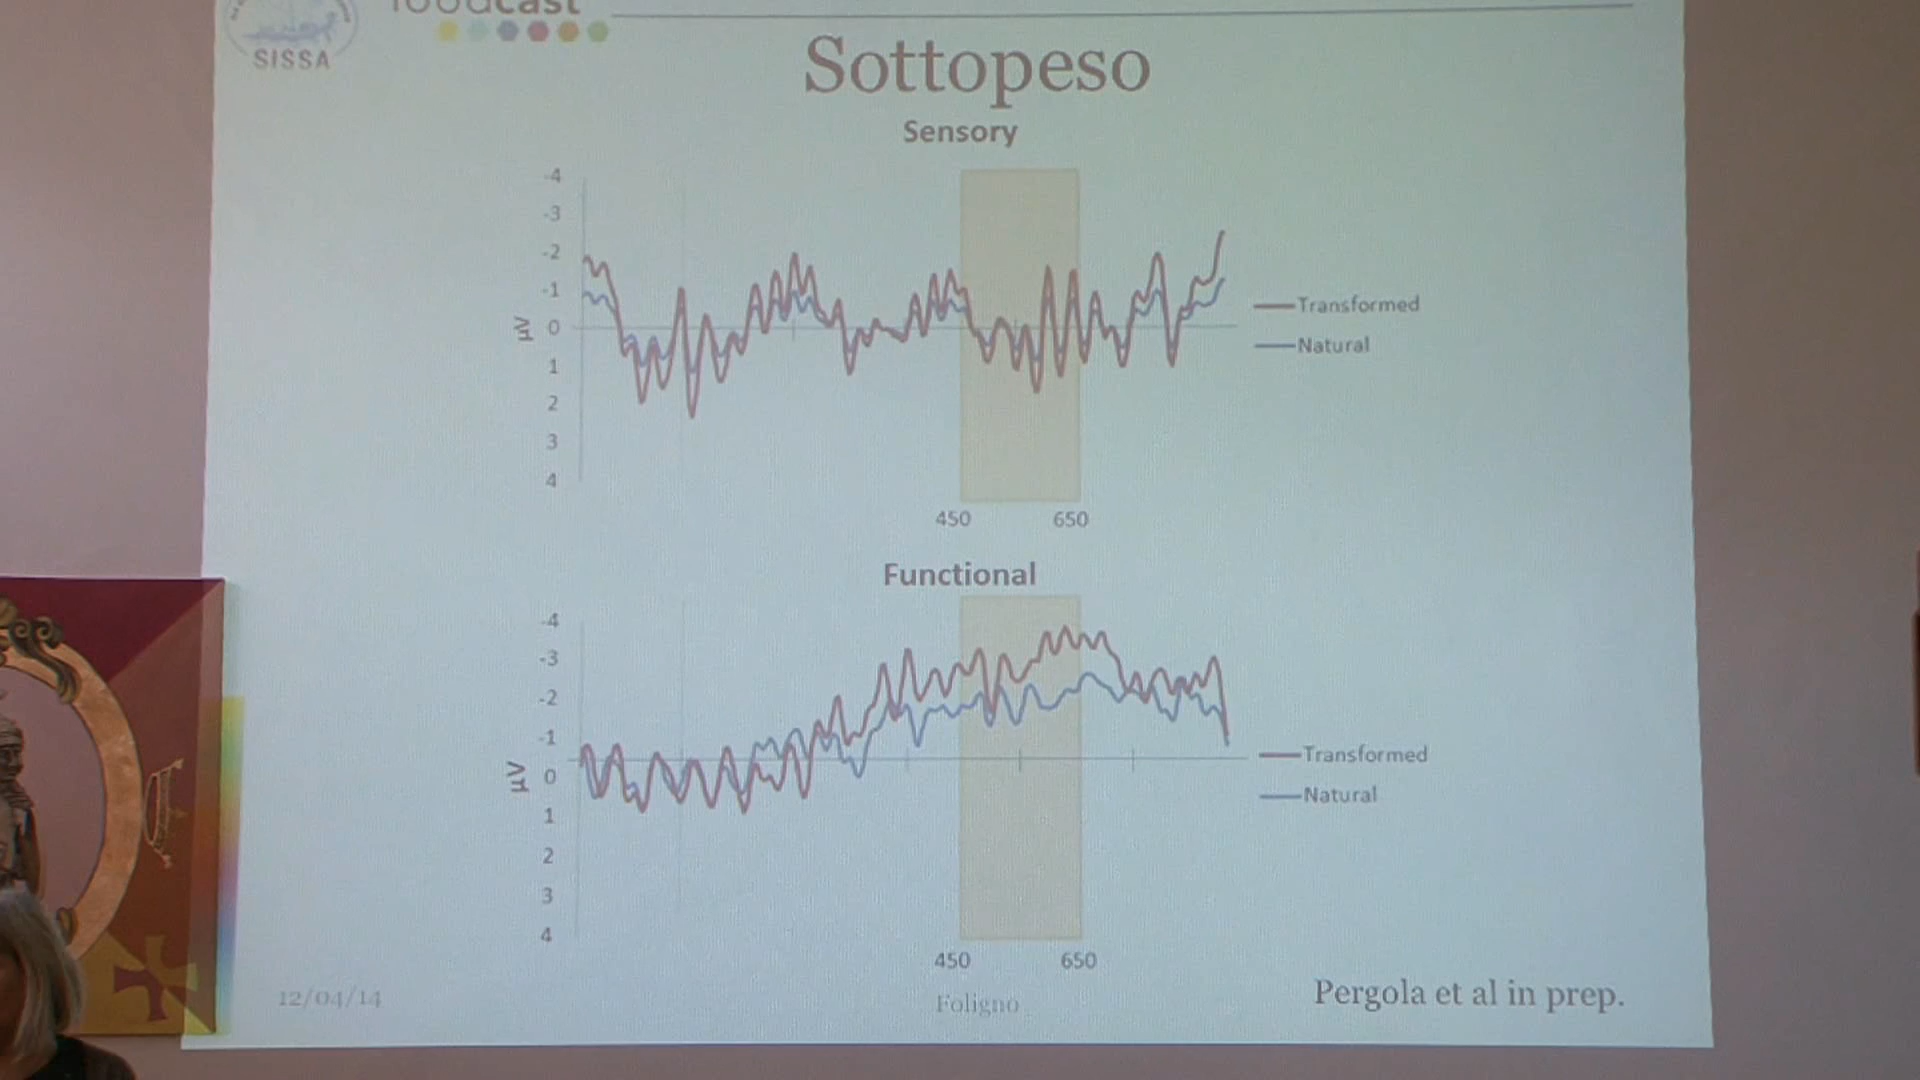 foodcast
SISSA
Sottopeso
Sensory
-4
-3
-2
-1
0
1
2
3
4
μV
Transformed
Natural
450 650
Functional
-4
-3
-2
-1
0
1
2
3
4
μV
Transformed
Natural
450 650
12/04/14 Foligno Pergola et al in prep.